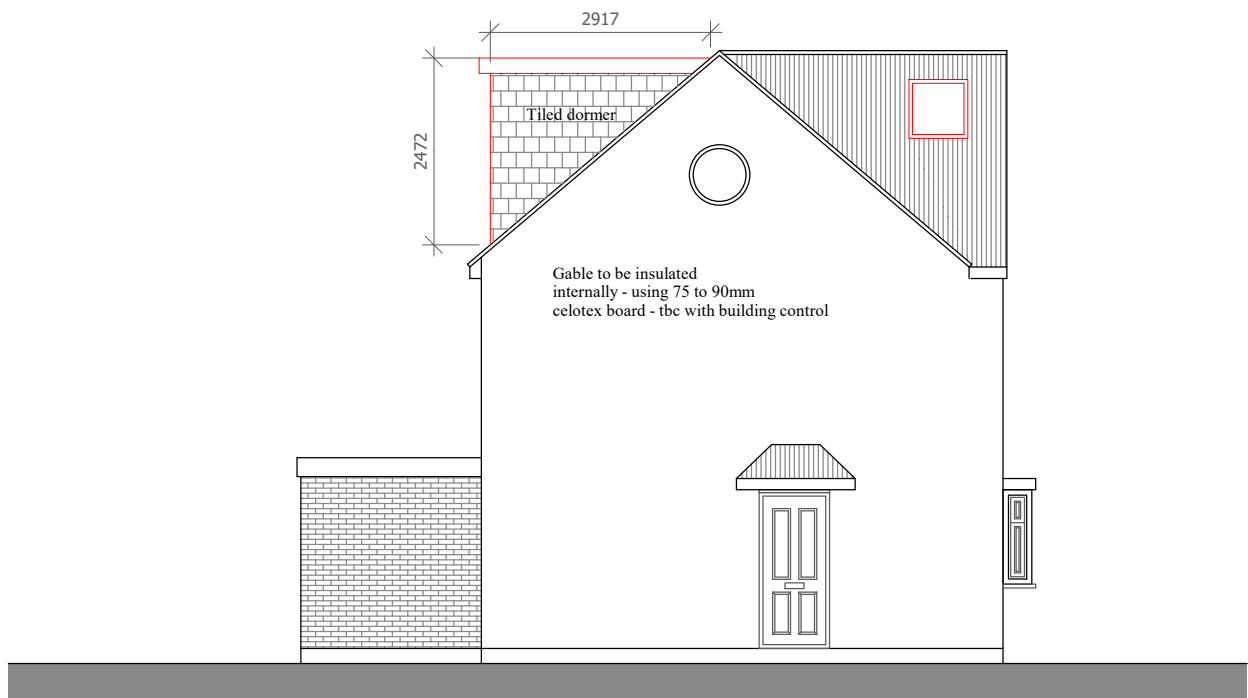 2917
2472
Tiled dormer
Gable to be insulated
internally - using 75 to 90mm
celotex board - tbc with building control